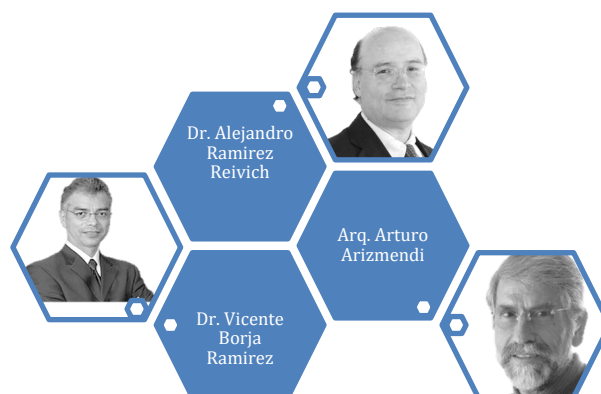 Dr. Alejandro
Ramirez
Reivich
Arq. Arturo
Arizmendi
Dr. Vicente
Borja
Ramirez